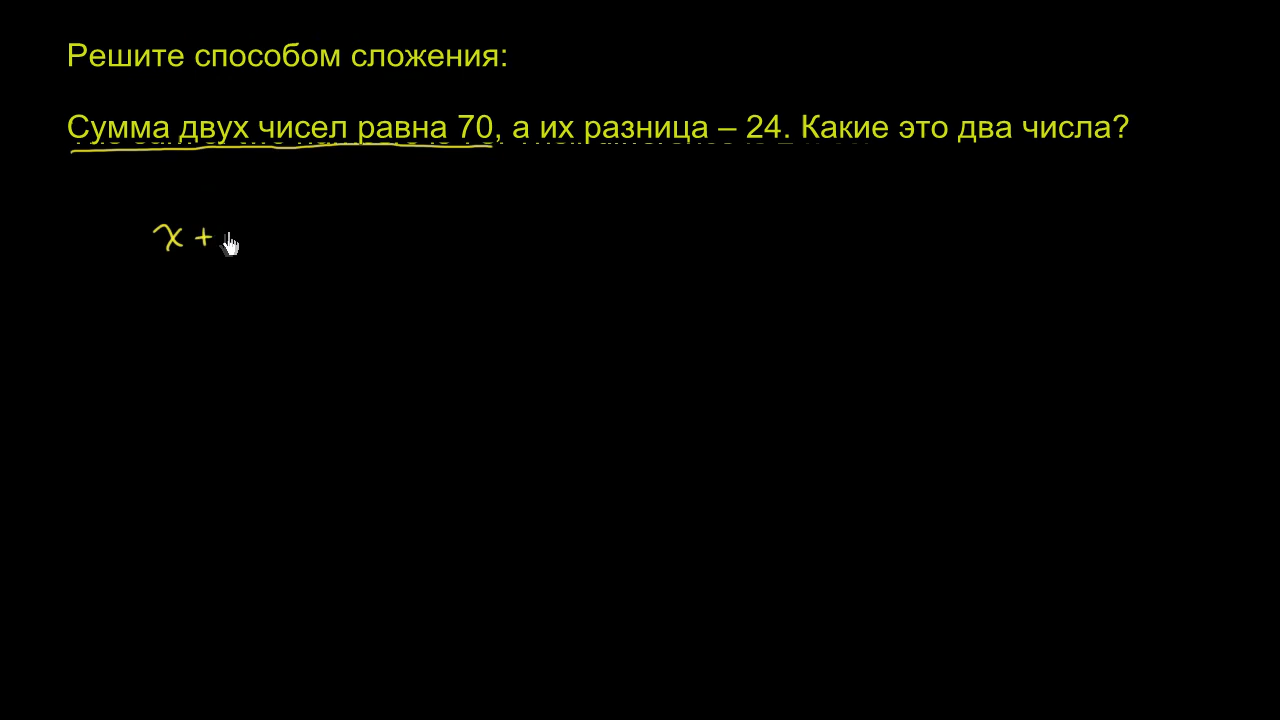 Решите способом сложения:
Сумма двух чисел равна 70, а их разница – 24. Какие это два числа?
x +